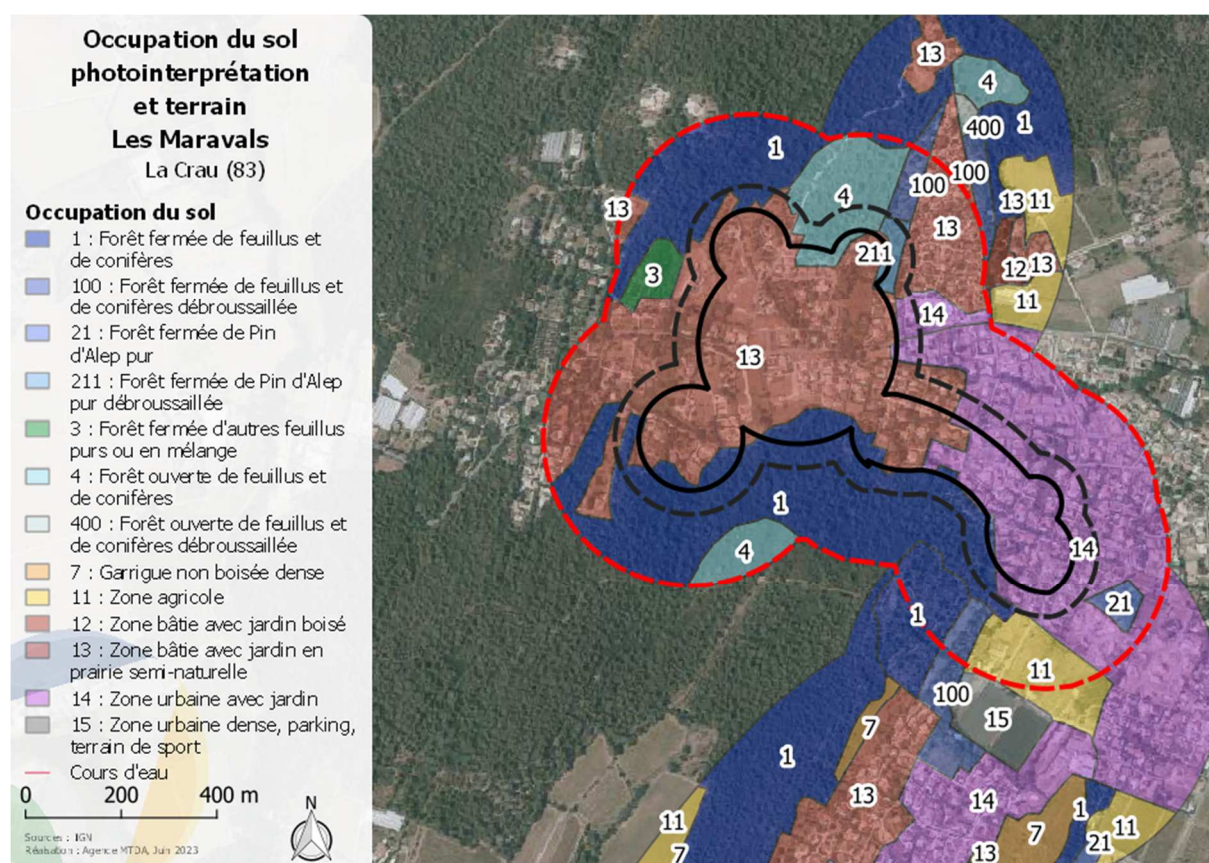 Occupation du sol
photointerprétation
et terrain
Les Maravals
La Crau (83)
Occupation du sol
1 : Forêt fermée de feuillus et
de conifères
100 : Forêt fermée de feuillus et
de conifères débroussaillée
21 : Forêt fermée de Pin
d'Alep pur
211 : Forêt fermée de Pin d'Alep
pur débroussaillée
3 : Forêt fermée d'autres feuillus
purs ou en mélange
4 : Forêt ouverte de feuillus et
de conifères
400 : Forêt ouverte de feuillus et
de conifères débroussaillée
7 : Garrigue non boisée dense
11 : Zone agricole
12 : Zone bâtie avec jardin boisé
13 : Zone bâtie avec jardin en
prairie semi-naturelle
14 : Zone urbaine avec jardin
15 : Zone urbaine dense, parking,
terrain de sport
Cours d'eau
0 200 400 m
N
Sources : IGN
Réalisation : Agence MTDA, Juin 2023
13
4
1
400
1
100
100
4
13
11
13
13
211
3
12
13
11
14
13
1
4
14
21
1
11
100
15
7
1
13
14
11
7
7
1
11
21
13